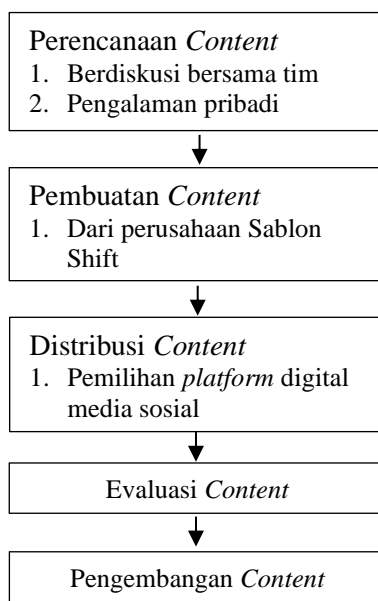 Perencanaan Content
1. Berdiskusi bersama tim
2. Pengalaman pribadi
Pembuatan Content
1. Dari perusahaan Sablon
Shift
Distribusi Content
1. Pemilihan platform digital
media sosial
Evaluasi Content
Pengembangan Content